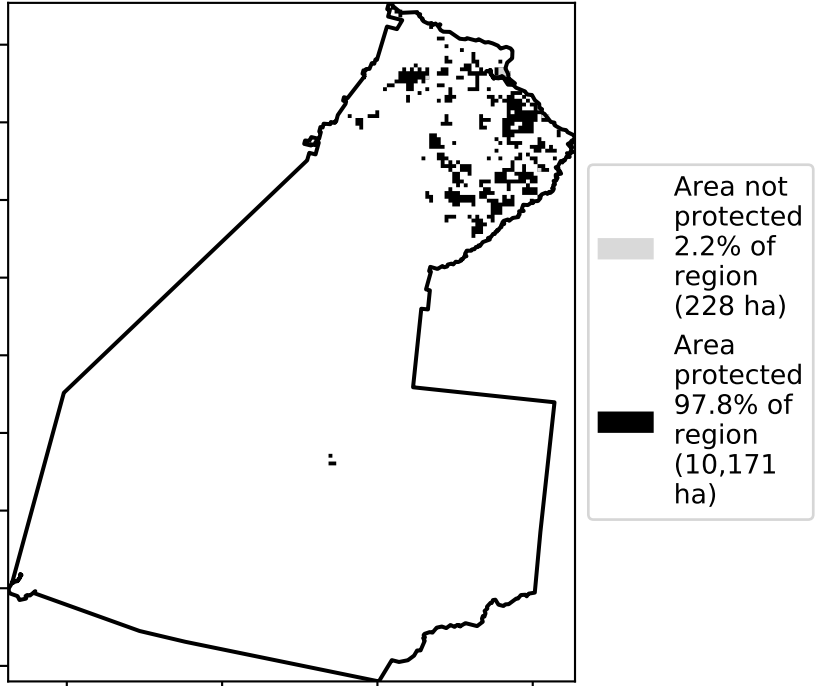 Area not
protected
2.2% of
region
(228 ha)
Area
protected
97.8% of
region
(10,171
ha)